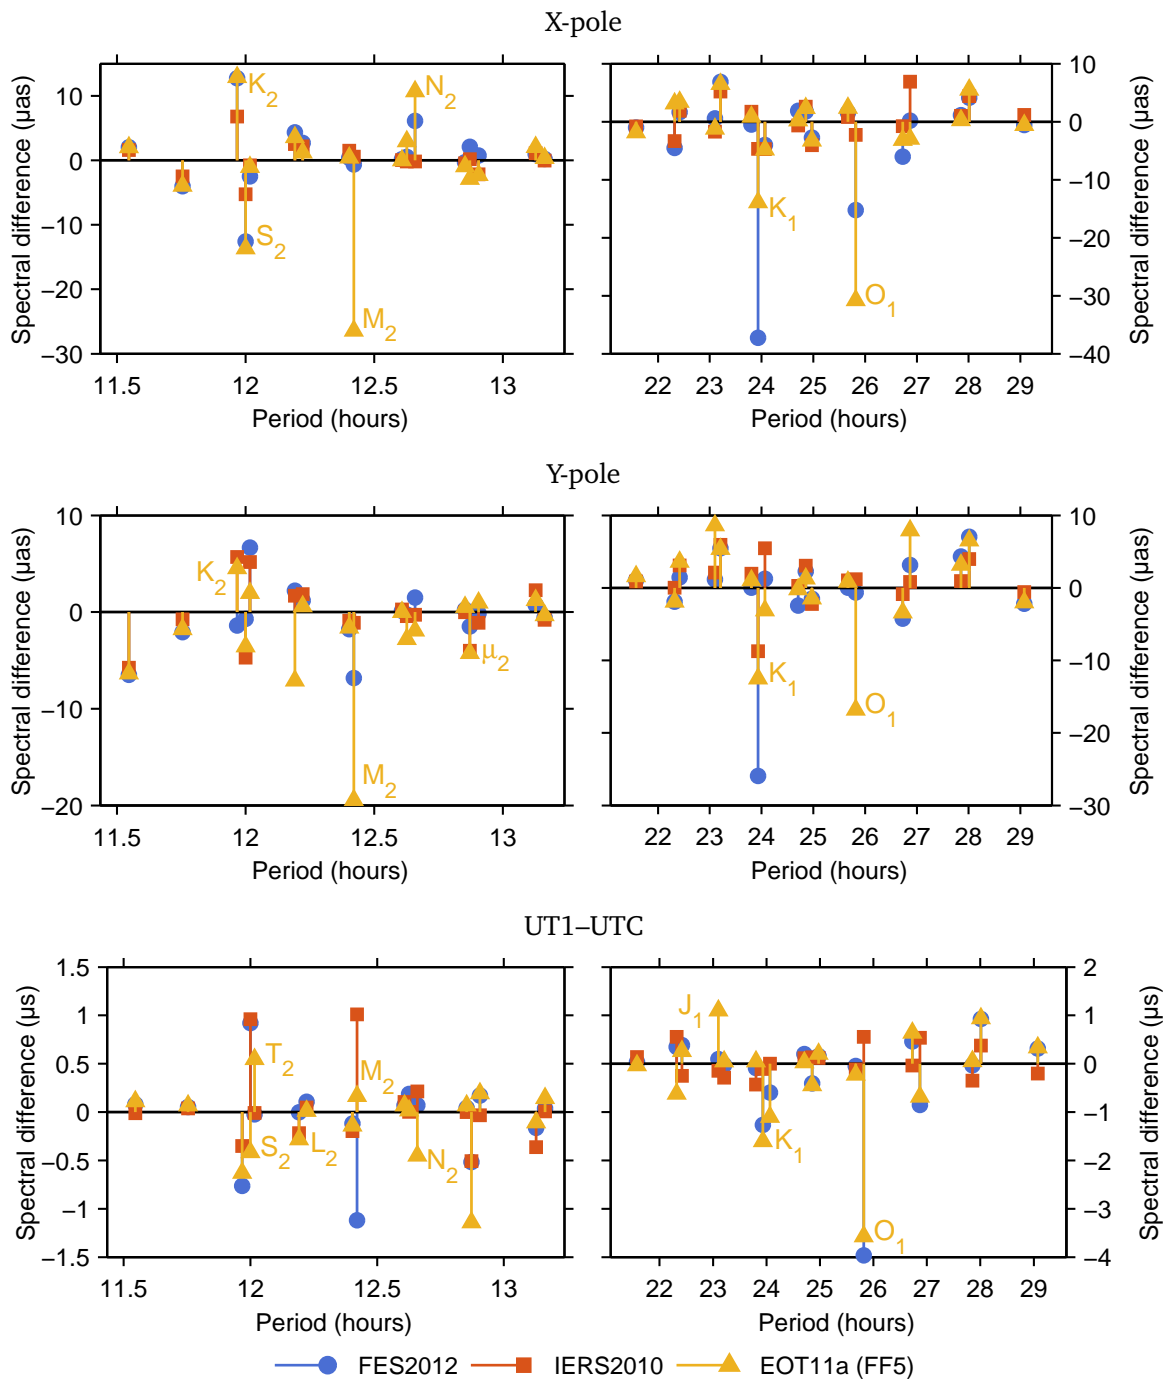 X-pole
Spectral difference (µas)
10
0
−10
−20
−30
K₂
S₂
M₂
N₂
11.5 12 12.5 13
Period (hours)
10
0
−10
−20
−30
−40
Spectral difference (µas)
K₁
O₁
22 23 24 25 26 27 28 29
Period (hours)
Y-pole
Spectral difference (µas)
10
0
−10
−20
K₂
M₂
µ₂
11.5 12 12.5 13
Period (hours)
10
0
−10
−20
−30
Spectral difference (µas)
K₁
O₁
22 23 24 25 26 27 28 29
Period (hours)
UT1–UTC
Spectral difference (µs)
1.5
1
0.5
0
−0.5
−1
−1.5
T₂
S₂
L₂
M₂
N₂
11.5 12 12.5 13
Period (hours)
2
1
0
−1
−2
−3
−4
Spectral difference (µs)
J₁
K₁
O₁
22 23 24 25 26 27 28 29
Period (hours)
FES2012 IERS2010 EOT11a (FF5)